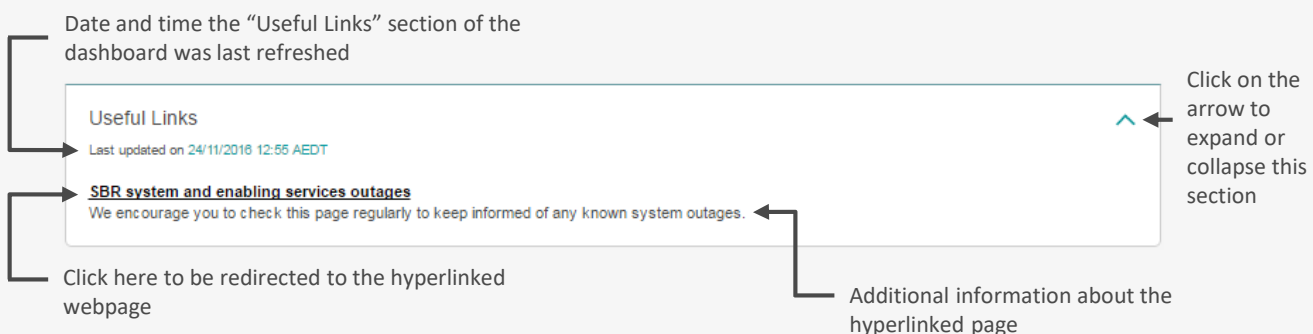 Date and time the “Useful Links” section of the
dashboard was last refreshed
Click on the
arrow to
expand or
collapse this
section
Useful Links
Last updated on 24/11/2016 12:55 AEDT
SBR system and enabling services outages
We encourage you to check this page regularly to keep informed of any known system outages.
Click here to be redirected to the hyperlinked
webpage
Additional information about the
hyperlinked page